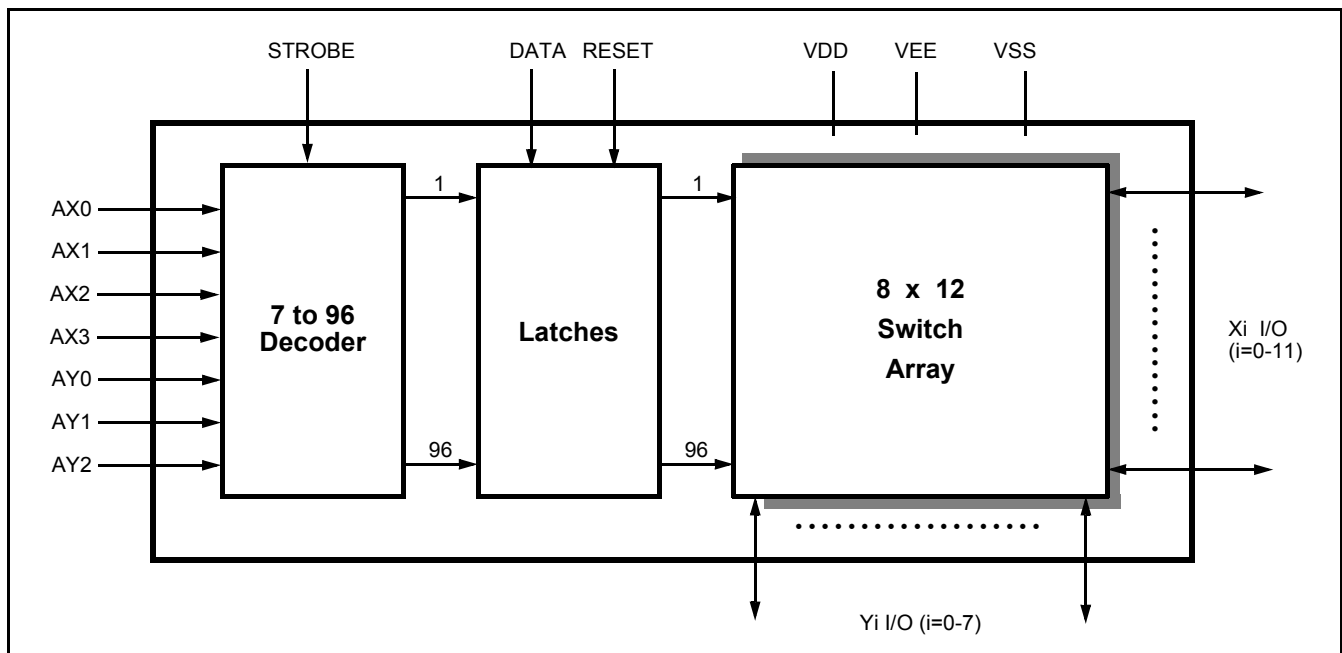 STROBE
DATA RESET
VDD VEE VSS
AX0
AX1
AX2
AX3
AY0
AY1
AY2
7 to 96
Decoder
1
96
Latches
1
96
8 x 12
Switch
Array
Xi I/O
(i=0-11)
Yi I/O (i=0-7)